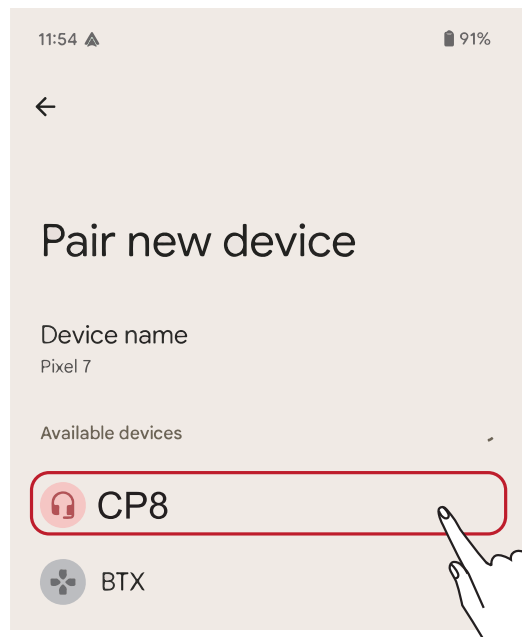 11:54 91%
Pair new device
Device name
Pixel 7
Available devices
CP8
BTX